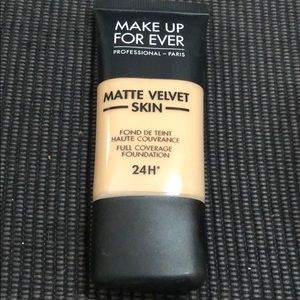 MAKE UP
FOR EVER
PROFESSIONAL – PARIS
MATTE VELVET
SKIN
FOND DE TEINT
HAUTE COUVRANCE
FULL COVERAGE
FOUNDATION
24H*